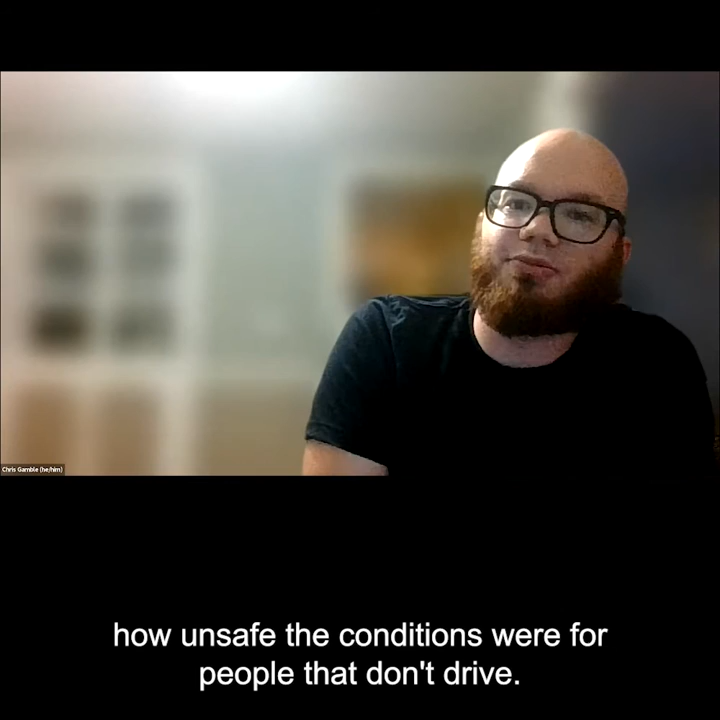 Chris Gamble (he/him)
how unsafe the conditions were for
people that don't drive.